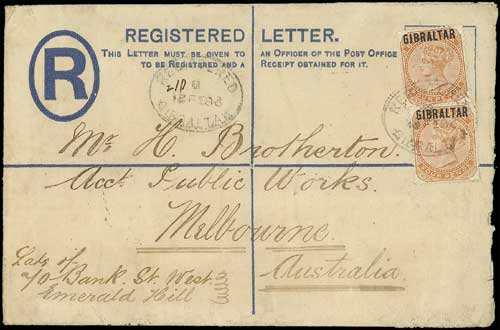 REGISTERED LETTER.
THIS LETTER MUST BE GIVEN TO AN OFFICER OF THE POST OFFICE
TO BE REGISTERED AND A RECEIPT OBTAINED FOR IT.
R
REGISTERED
GIBRALTAR
GIBRALTAR
GIBRALTAR
Mr. H. Brotherton.
Acct. Public Works.
Melbourne.
Australia.
Late of
a/o Bank. St. West
Emerald Hill